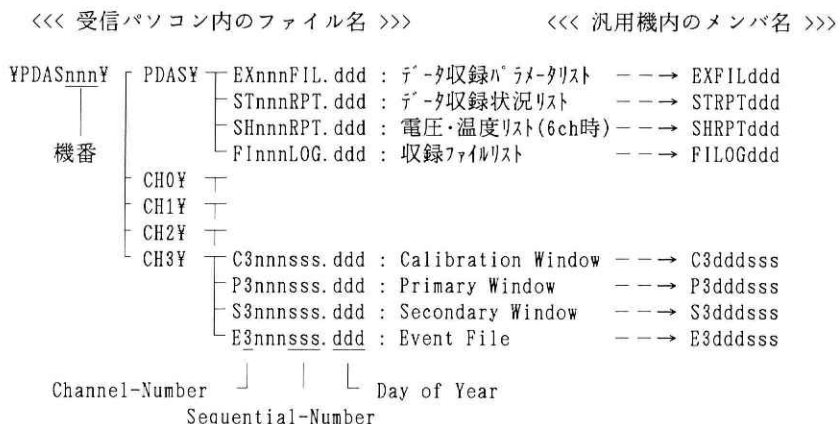 <<< 受信パソコン内のファイル名 >>> <<< 汎用機内のメンバ名 >>>
¥PDASnnn¥ PDAS¥ EXnnnFIL.ddd : データ収録パラメータリスト ──→ EXFILddd
STnnnRPT.ddd : データ収録状況リスト ──→ STRPTddd
SHnnnRPT.ddd : 電圧・温度リスト(6ch時) ──→ SHRPTddd
機番 FInnnLOG.ddd : 収録ファイルリスト ──→ FILOGddd
CH0¥
CH1¥
CH2¥
CH3¥ C3nnnsss.ddd : Calibration Window ──→ C3dddsss
P3nnnsss.ddd : Primary Window ──→ P3dddsss
S3nnnsss.ddd : Secondary Window ──→ S3dddsss
E3nnnsss.ddd : Event File ──→ E3dddsss
Channel-Number Day of Year
Sequential-Number